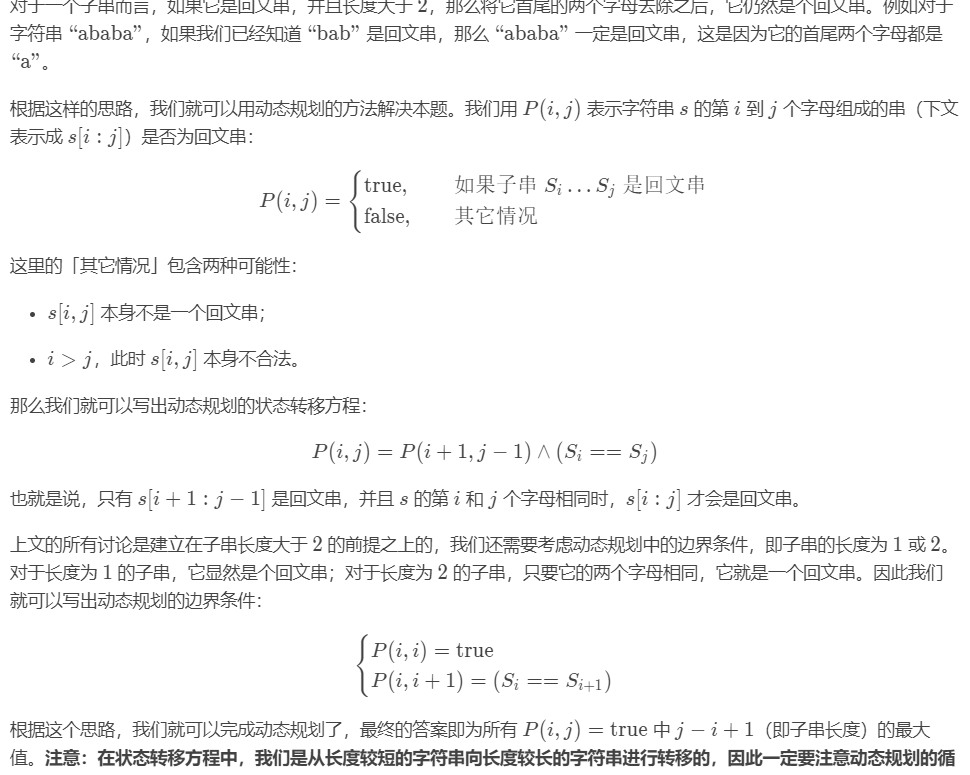 对于一个子串而言，如果它是回文串，并且长度大于 2，那么将它首尾的两个字母去除之后，它仍然是个回文串。例如对于
字符串 “ababa”，如果我们已经知道 “bab” 是回文串，那么 “ababa” 一定是回文串，这是因为它的首尾两个字母都是
“a”。
根据这样的思路，我们就可以用动态规划的方法解决本题。我们用 P(i, j) 表示字符串 s 的第 i 到 j 个字母组成的串（下文
表示成 s[i : j]）是否为回文串：
P(i, j) = { true, 如果子串 S_i … S_j 是回文串
false, 其它情况
这里的「其它情况」包含两种可能性：
• s[i, j] 本身不是一个回文串；
• i > j，此时 s[i, j] 本身不合法。
那么我们就可以写出动态规划的状态转移方程：
P(i, j) = P(i + 1, j − 1) ∧ (S_i == S_j)
也就是说，只有 s[i + 1 : j − 1] 是回文串，并且 s 的第 i 和 j 个字母相同时，s[i : j] 才会是回文串。
上文的所有讨论是建立在子串长度大于 2 的前提之上的，我们还需要考虑动态规划中的边界条件，即子串的长度为 1 或 2。
对于长度为 1 的子串，它显然是个回文串；对于长度为 2 的子串，只要它的两个字母相同，它就是一个回文串。因此我们
就可以写出动态规划的边界条件：
{ P(i, i) = true
P(i, i + 1) = (S_i == S_{i+1})
根据这个思路，我们就可以完成动态规划了，最终的答案即为所有 P(i, j) = true 中 j − i + 1（即子串长度）的最大
值。注意：在状态转移方程中，我们是从长度较短的字符串向长度较长的字符串进行转移的，因此一定要注意动态规划的循